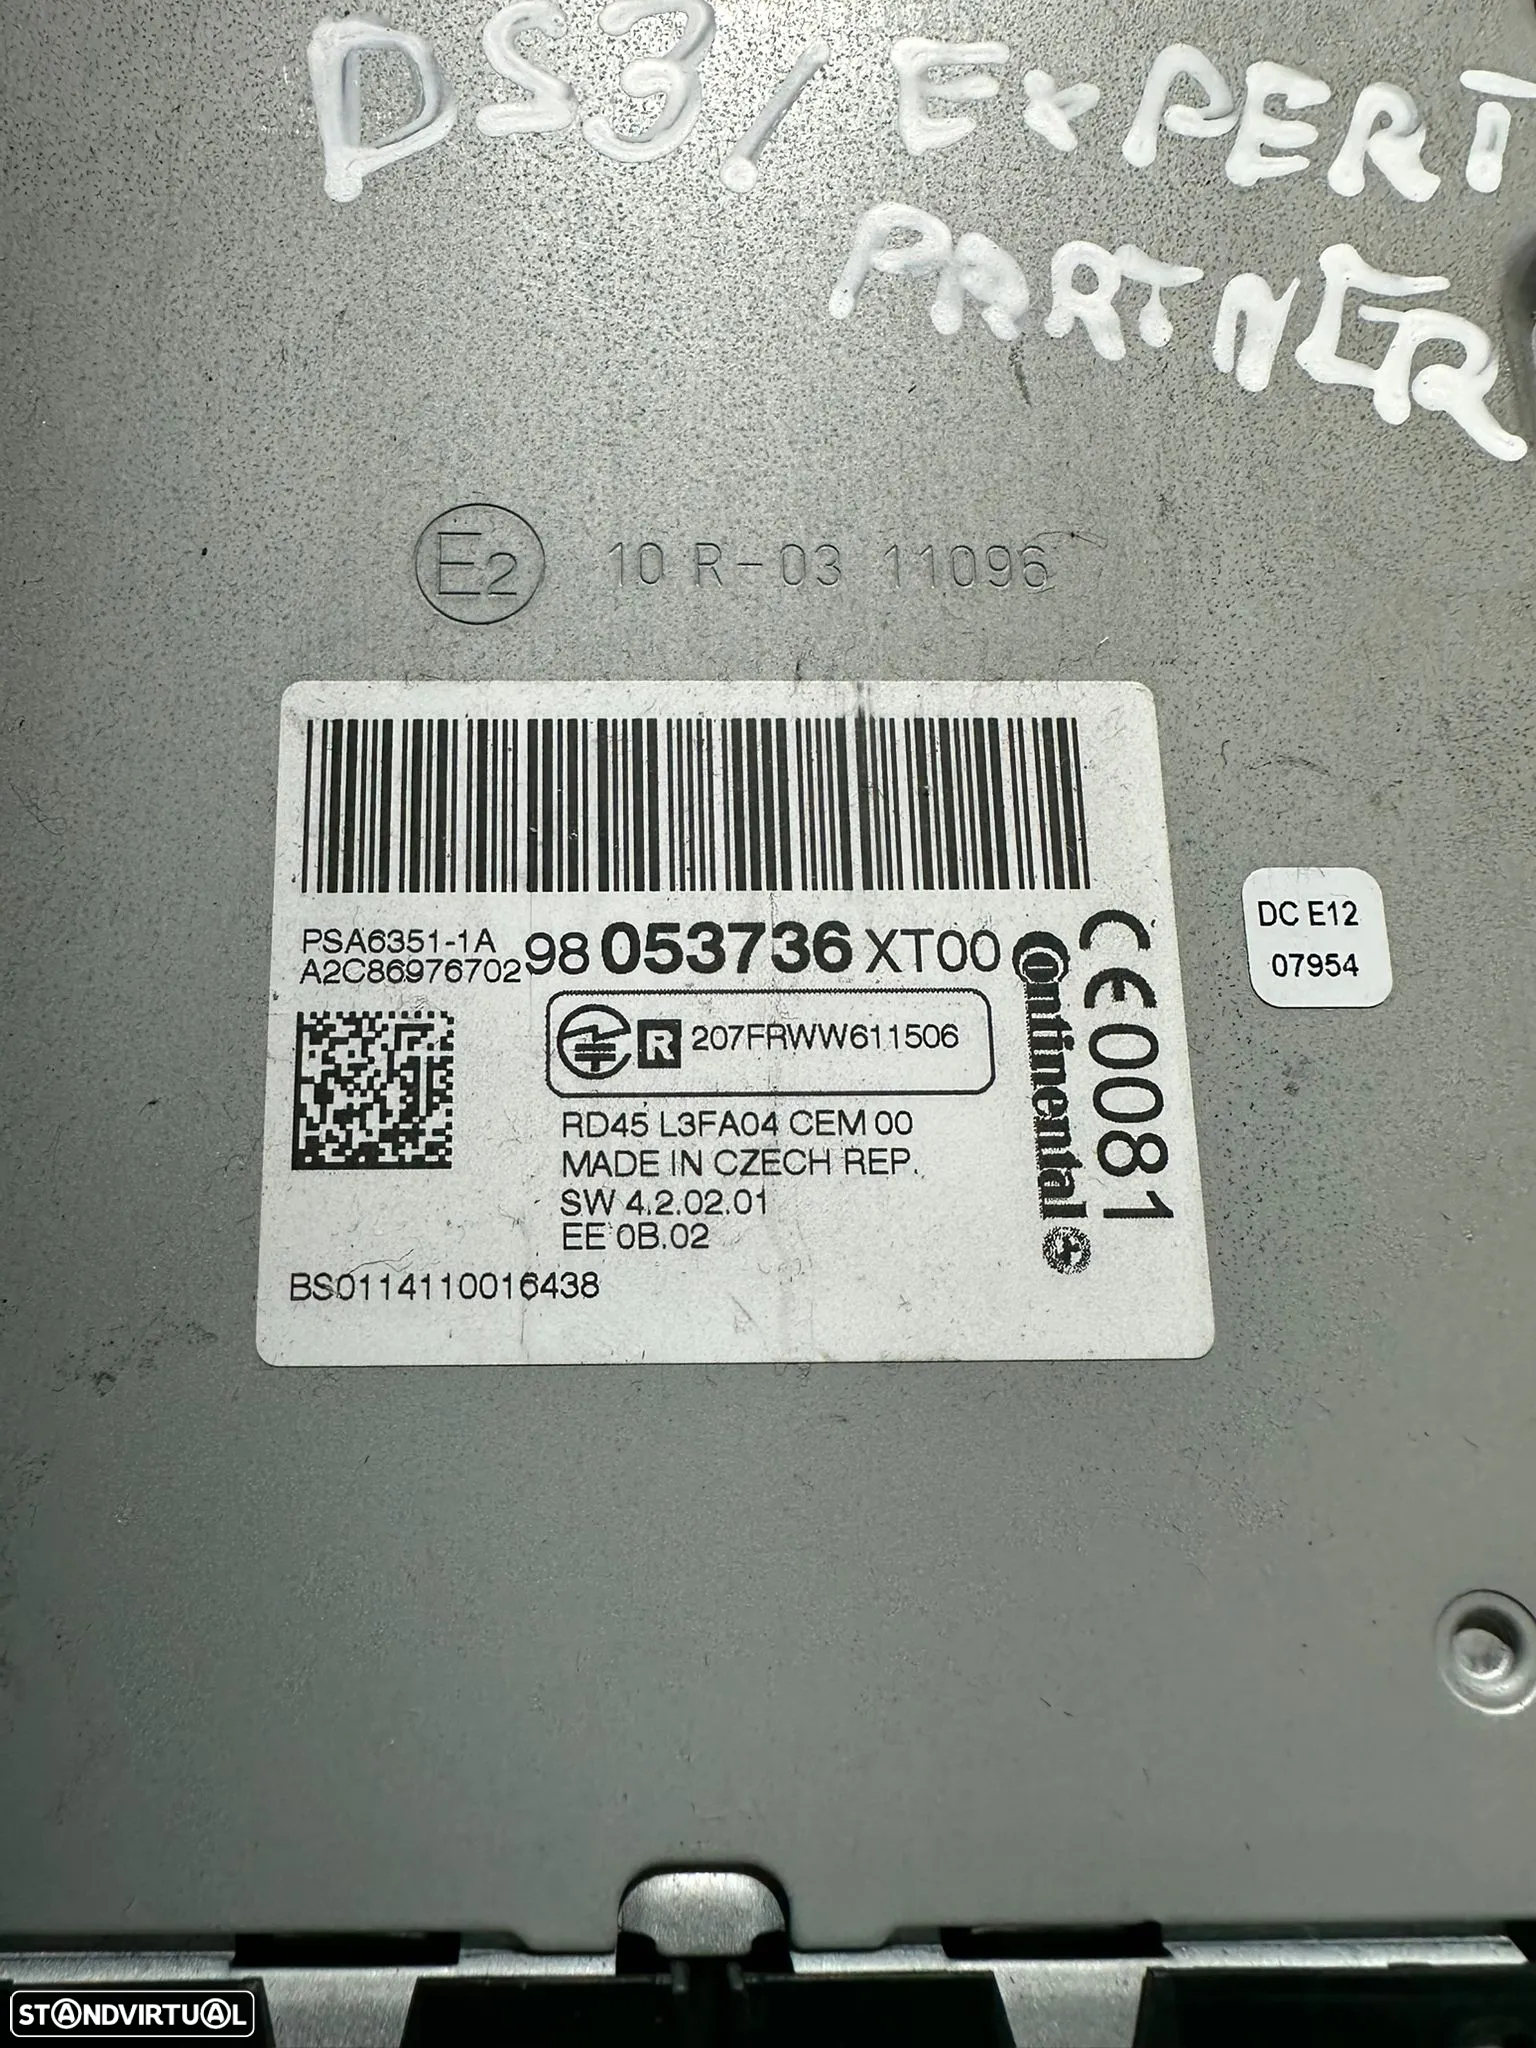 DS3/EXPERT
PARTNER
E2 10 R-03 11096
PSA6351-1A
A2C86976702
98 053736 XT00
R 207FRWW611506
RD45 L3FA04 CEM 00
MADE IN CZECH REP.
SW 4.2.02.01
EE 0B.02
BS0114110016438
Continental
CE0081
DC E12
07954
STANDVIRTUAL